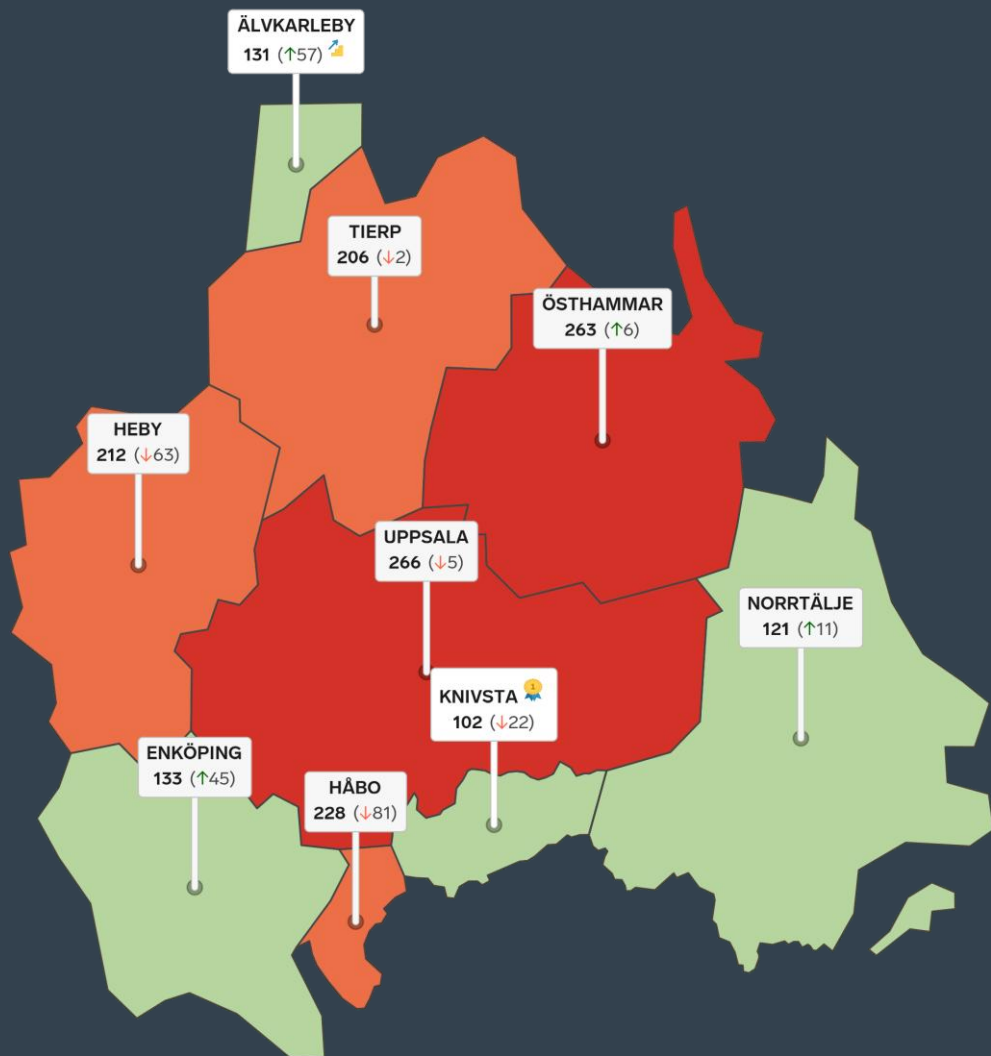 ÄLVKARLEBY
131 (↑57)
TIERP
206 (↓2)
ÖSTHAMMAR
263 (↑6)
HEBY
212 (↓63)
UPPSALA
266 (↓5)
NORRTÄLJE
121 (↑11)
KNIVSTA
102 (↓22)
ENKÖPING
133 (↑45)
HÅBO
228 (↓81)